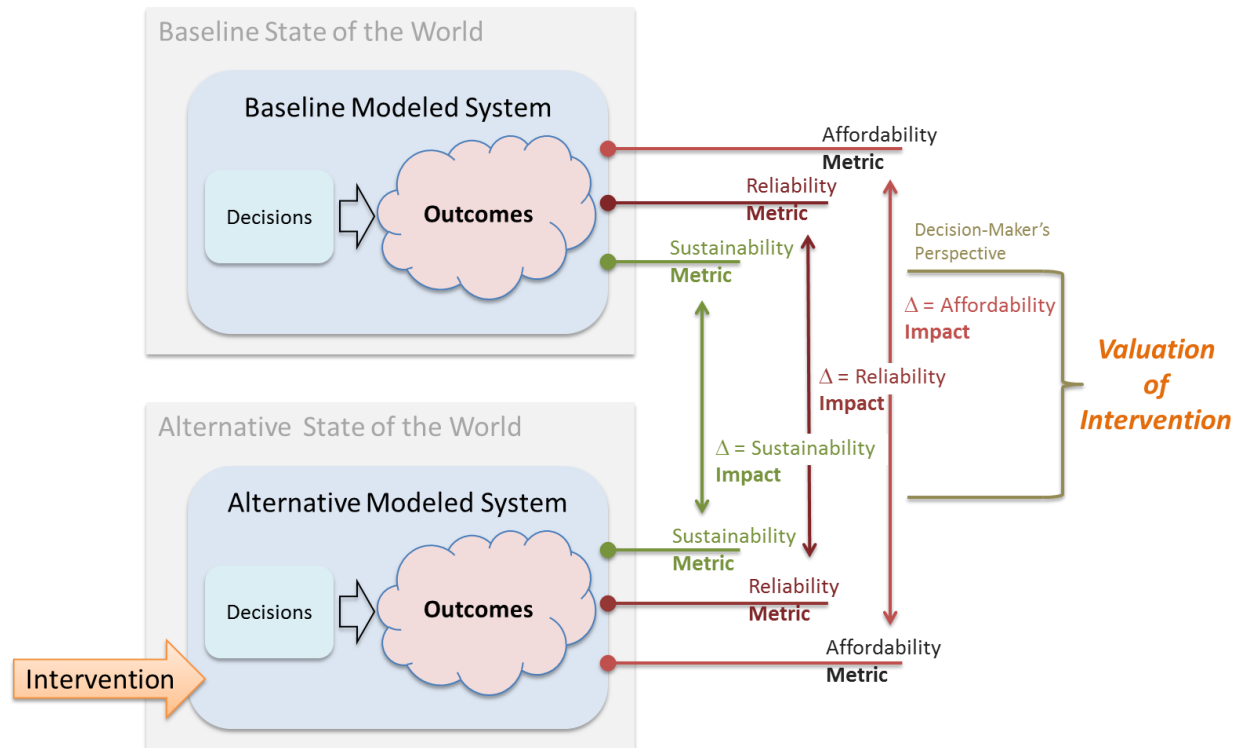 Baseline State of the World
Baseline Modeled System
Decisions
Outcomes
Affordability
Metric
Reliability
Metric
Sustainability
Metric
Decision-Maker's
Perspective
Δ = Affordability
Impact
Δ = Reliability
Impact
Δ = Sustainability
Impact
Valuation
of
Intervention
Alternative State of the World
Alternative Modeled System
Decisions
Outcomes
Sustainability
Metric
Reliability
Metric
Affordability
Metric
Intervention